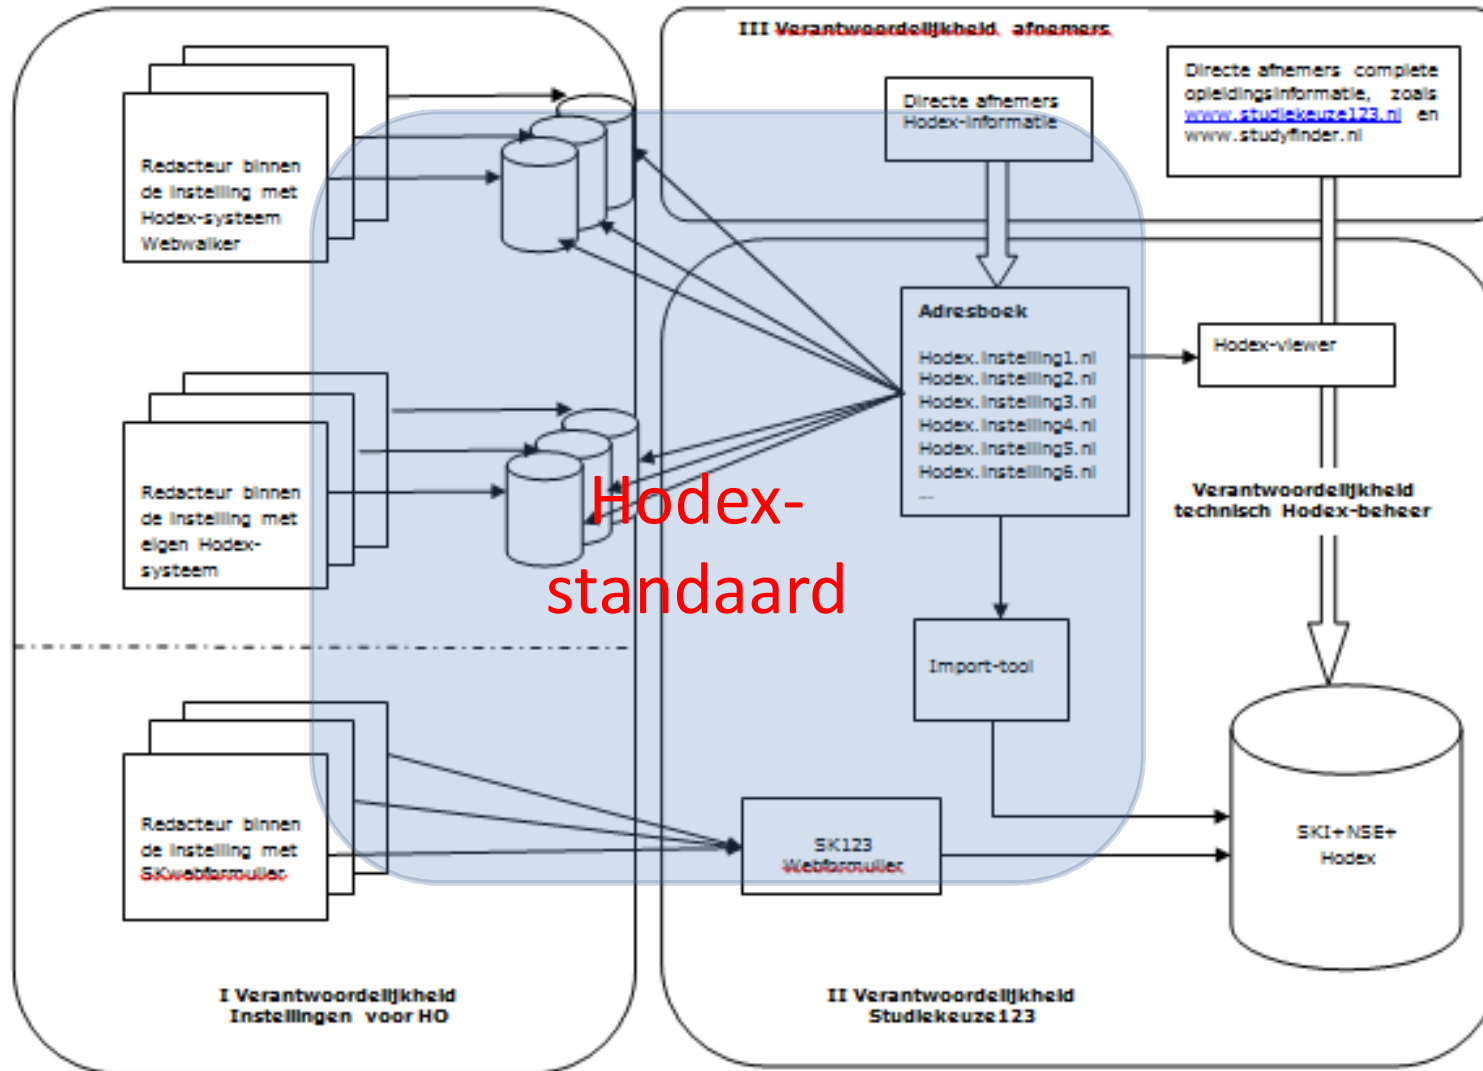 III Verantwoordelijkheid afnemers
Directe afnemers
Hodex-informatie
Directe afnemers complete
opleidingsinformatie, zoals
www.studiekeuze123.nl en
www.studyfinder.nl
Redacteur binnen
de instelling met
Hodex-systeem
Webwalker
Adresboek
Hodex.instelling1.nl
Hodex.instelling2.nl
Hodex.instelling3.nl
Hodex.instelling4.nl
Hodex.instelling5.nl
Hodex.instelling6.nl
...
Hodex-viewer
Redacteur binnen
de instelling met
eigen Hodex-
systeem
Hodex-
standaard
Verantwoordelijkheid
technisch Hodex-beheer
Import-tool
Redacteur binnen
de instelling met
SKwebformulier
SK123
Webformulier
SKI+NSE+
Hodex
I Verantwoordelijkheid
Instellingen voor HO
II Verantwoordelijkheid
Studiekeuze123